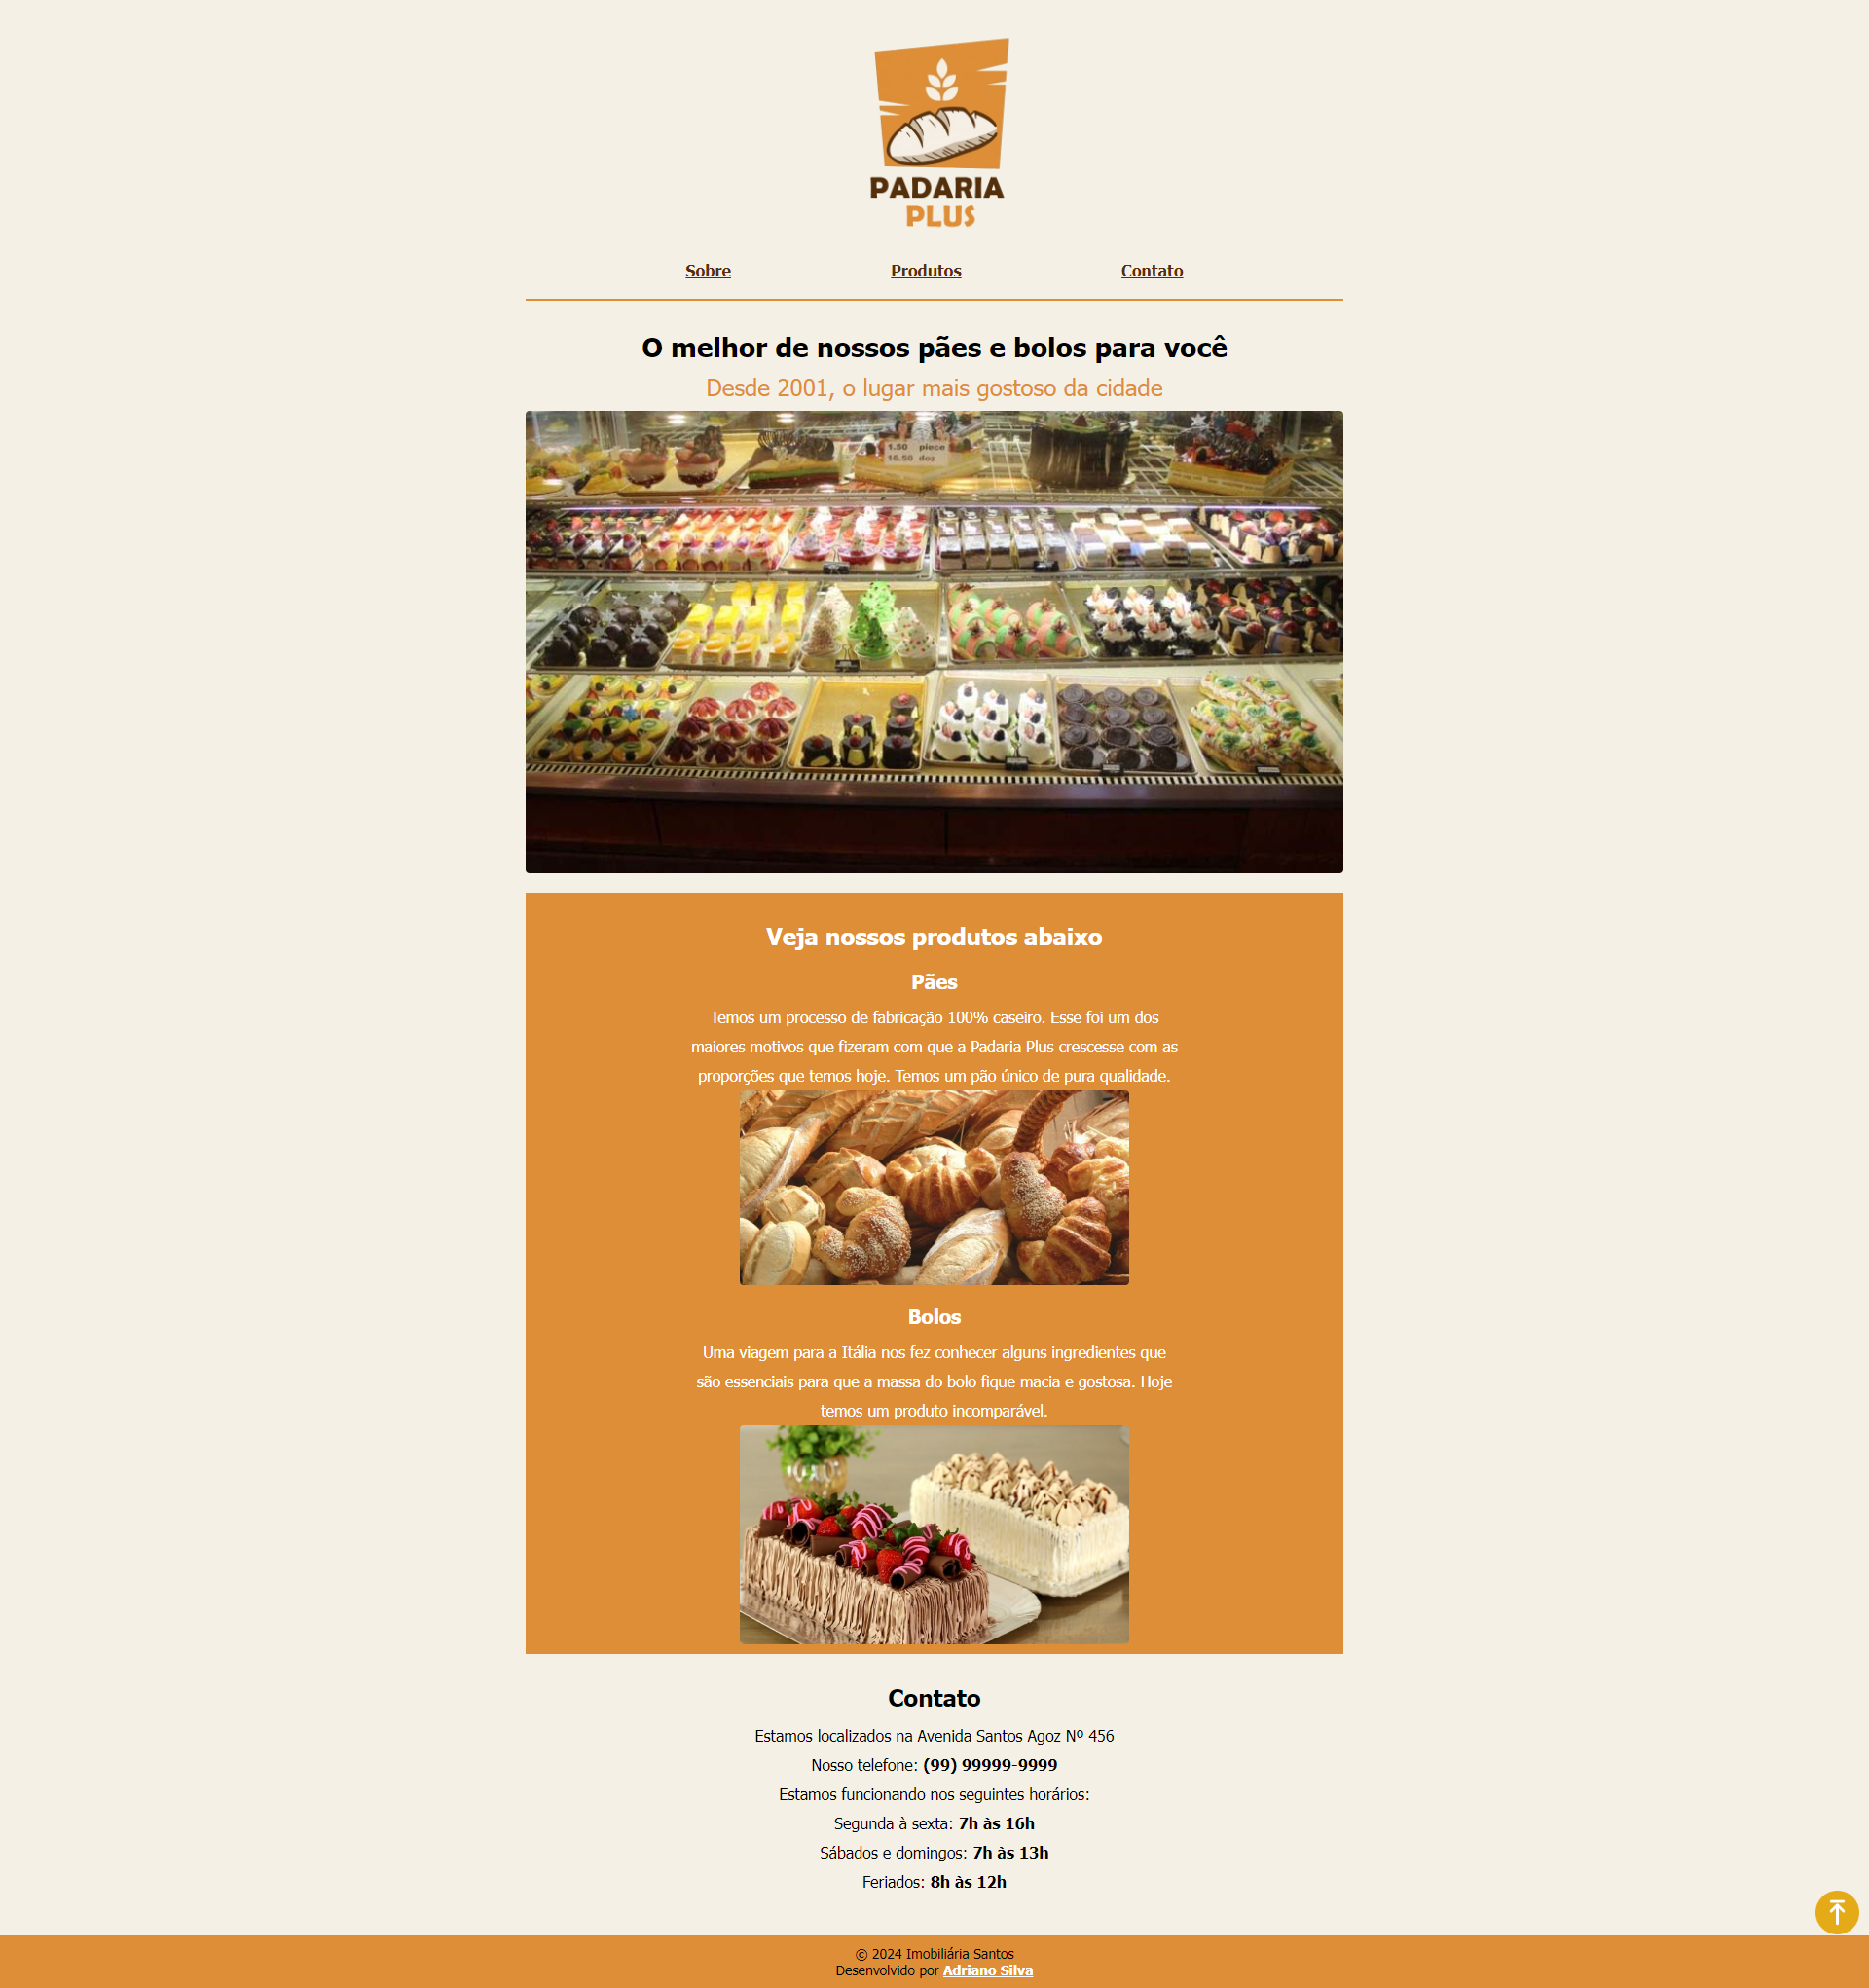 PADARIA
PLUS
Sobre
Produtos
Contato
O melhor de nossos pães e bolos para você
Desde 2001, o lugar mais gostoso da cidade
1.50 piece
16.50 doz
Veja nossos produtos abaixo
Pães
Temos um processo de fabricação 100% caseiro. Esse foi um dos
maiores motivos que fizeram com que a Padaria Plus crescesse com as
proporções que temos hoje. Temos um pão único de pura qualidade.
Bolos
Uma viagem para a Itália nos fez conhecer alguns ingredientes que
são essenciais para que a massa do bolo fique macia e gostosa. Hoje
temos um produto incomparável.
Contato
Estamos localizados na Avenida Santos Agoz Nº 456
Nosso telefone: (99) 99999-9999
Estamos funcionando nos seguintes horários:
Segunda à sexta: 7h às 16h
Sábados e domingos: 7h às 13h
Feriados: 8h às 12h
© 2024 Imobiliária Santos
Desenvolvido por Adriano Silva